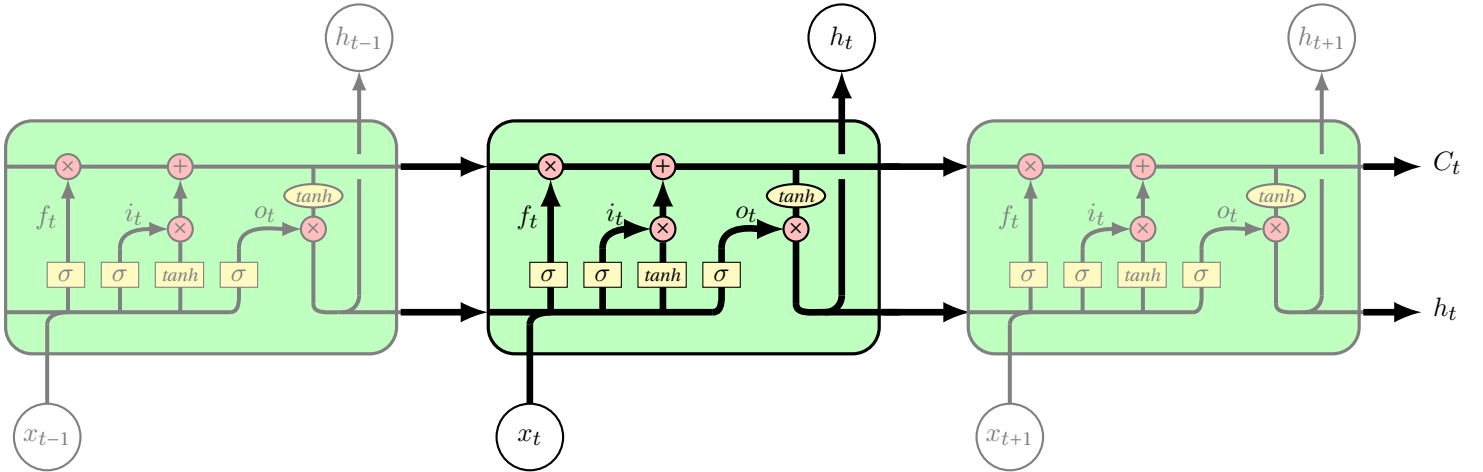 h_{t−1} h_t h_{t+1}
× + × + × + C_t
tanh tanh tanh
f_t i_t o_t f_t i_t o_t f_t i_t o_t
× × × × × ×
σ σ tanh σ σ σ tanh σ σ σ tanh σ
h_t
x_{t−1} x_t x_{t+1}